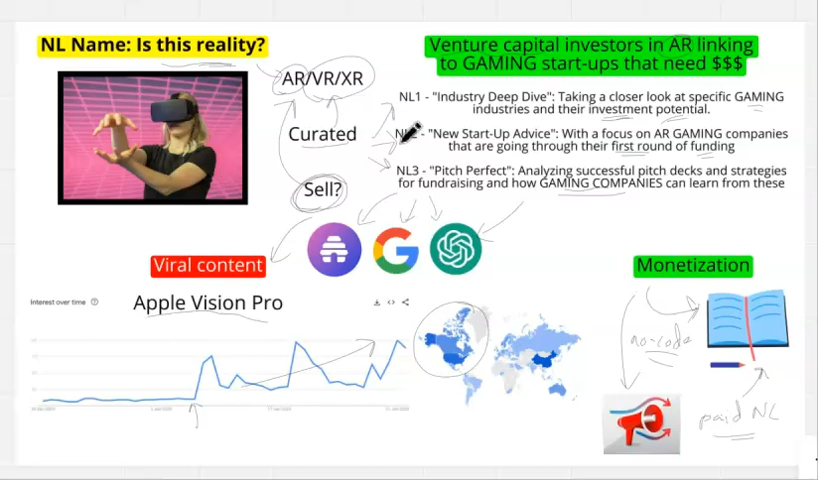 NL Name: Is this reality?
AR/VR/XR
Curated
Sell?
Venture capital investors in AR linking
to GAMING start-ups that need $$$
NL1 - "Industry Deep Dive": Taking a closer look at specific GAMING
industries and their investment potential.
- "New Start-Up Advice": With a focus on AR GAMING companies
that are going through their first round of funding
NL3 - "Pitch Perfect": Analyzing successful pitch decks and strategies
for fundraising and how GAMING COMPANIES can learn from these
Viral content
Monetization
Interest over time
Apple Vision Pro
no-code
paid NL